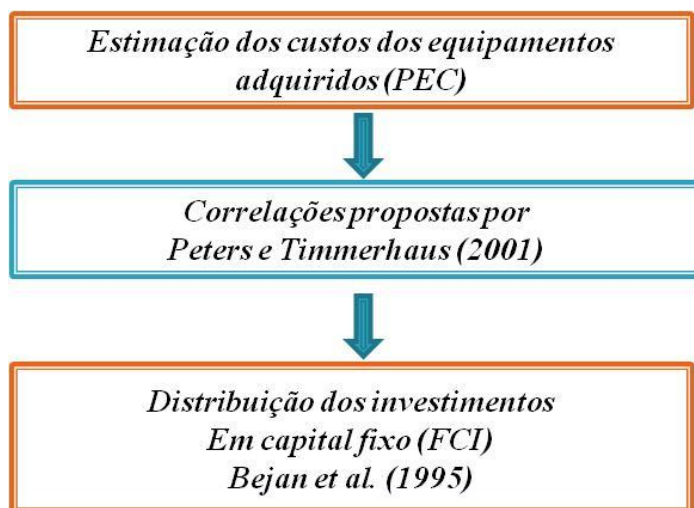 Estimação dos custos dos equipamentos
adquiridos (PEC)
Correlações propostas por
Peters e Timmerhaus (2001)
Distribuição dos investimentos
Em capital fixo (FCI)
Bejan et al. (1995)